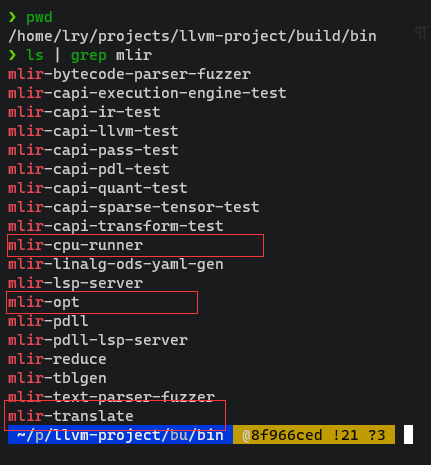 ❯ pwd
/home/lry/projects/llvm-project/build/bin
❯ ls | grep mlir
mlir-bytecode-parser-fuzzer
mlir-capi-execution-engine-test
mlir-capi-ir-test
mlir-capi-llvm-test
mlir-capi-pass-test
mlir-capi-pdl-test
mlir-capi-quant-test
mlir-capi-sparse-tensor-test
mlir-capi-transform-test
mlir-cpu-runner
mlir-linalg-ods-yaml-gen
mlir-lsp-server
mlir-opt
mlir-pdll
mlir-pdll-lsp-server
mlir-reduce
mlir-tblgen
mlir-text-parser-fuzzer
mlir-translate
~/p/llvm-project/bu/bin @8f966ced !21 ?3